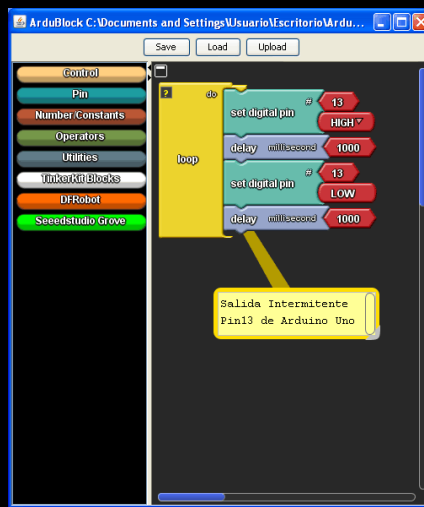 ArduBlock C:\Documents and Settings\Usuario\Escritorio\Ardu...
Save Load Upload
Control
Pin
Number Constants
Operators
Utilities
TinkerKit Blocks
DFRobot
Seeedstudio Grove
? do
loop
set digital pin # 13
HIGH
delay millisecond 1000
set digital pin # 13
LOW
delay millisecond 1000
Salida Intermitente
Pin13 de Arduino Uno